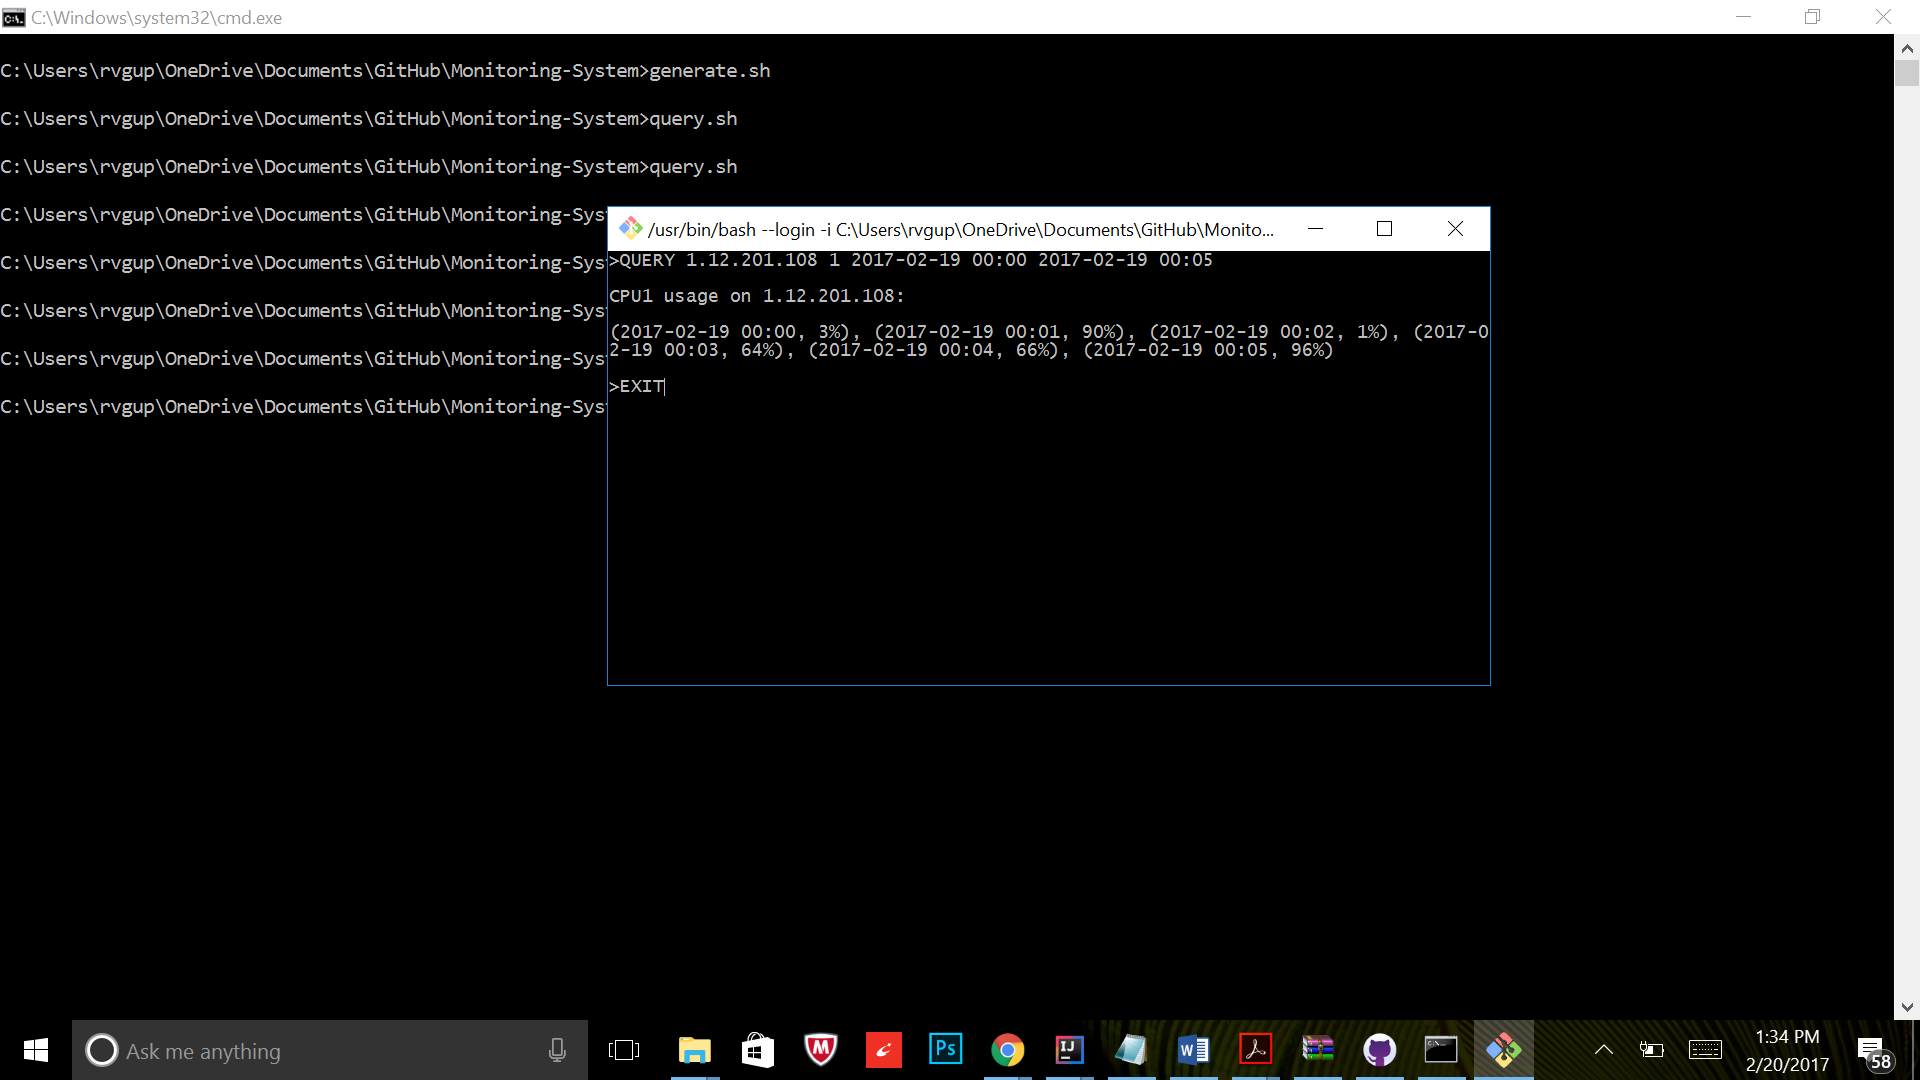 C:\Windows\system32\cmd.exe
C:\Users\rvgup\OneDrive\Documents\GitHub\Monitoring-System>generate.sh
C:\Users\rvgup\OneDrive\Documents\GitHub\Monitoring-System>query.sh
C:\Users\rvgup\OneDrive\Documents\GitHub\Monitoring-System>query.sh
C:\Users\rvgup\OneDrive\Documents\GitHub\Monitoring-Sys
C:\Users\rvgup\OneDrive\Documents\GitHub\Monitoring-Sys
C:\Users\rvgup\OneDrive\Documents\GitHub\Monitoring-Sys
C:\Users\rvgup\OneDrive\Documents\GitHub\Monitoring-Sys
C:\Users\rvgup\OneDrive\Documents\GitHub\Monitoring-Sys
/usr/bin/bash --login -i C:\Users\rvgup\OneDrive\Documents\GitHub\Monito...
>QUERY 1.12.201.108 1 2017-02-19 00:00 2017-02-19 00:05
CPU1 usage on 1.12.201.108:
(2017-02-19 00:00, 3%), (2017-02-19 00:01, 90%), (2017-02-19 00:02, 1%), (2017-0
2-19 00:03, 64%), (2017-02-19 00:04, 66%), (2017-02-19 00:05, 96%)
>EXIT
Ask me anything
Ps
IJ
W
1:34 PM
2/20/2017
58